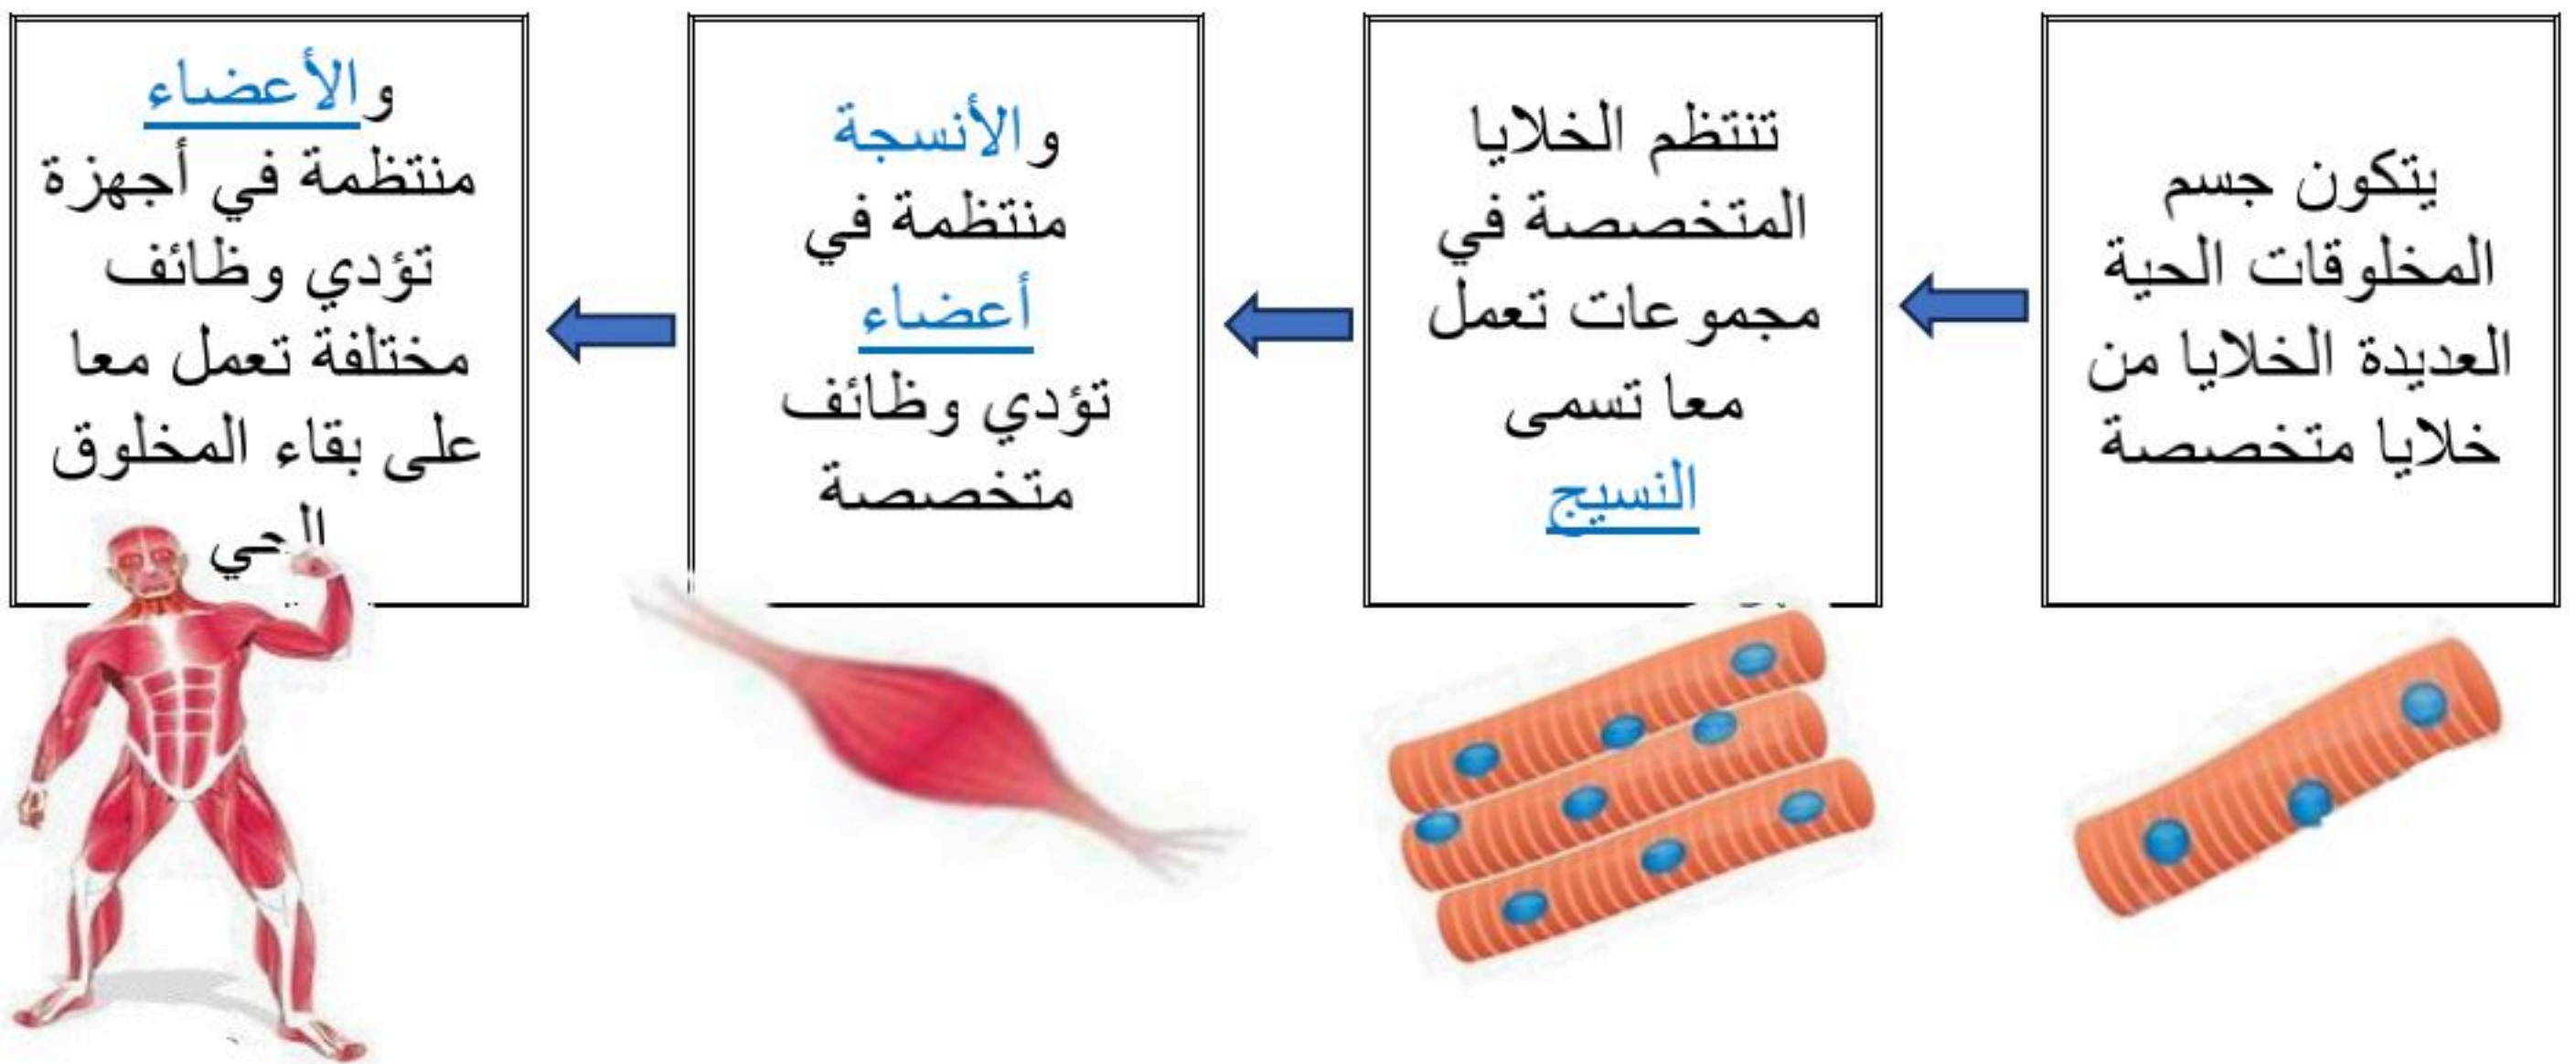 يتكون جسم
المخلوقات الحية
العديدة الخلايا من
خلايا متخصصة
تنتظم الخلايا
المتخصصة في
مجموعات تعمل
معا تسمى
النسيج
والأنسجة
منتظمة في
أعضاء
تؤدي وظائف
متخصصة
والأعضاء
منتظمة في أجهزة
تؤدي وظائف
مختلفة تعمل معا
على بقاء المخلوق
الحي